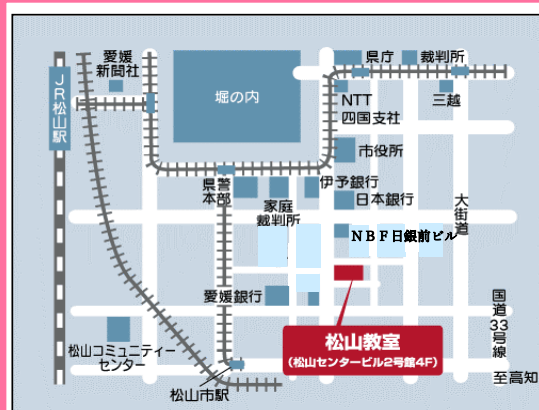 愛媛
新聞社
JR松山駅
堀の内
県庁
裁判所
NTT
四国支社
三越
市役所
県警
本部
家庭
裁判所
伊予銀行
日本銀行
大街道
NBF日銀前ビル
愛媛銀行
松山教室
(松山センタービル2号館4F)
国道33号線
至高知
松山コミュニティー
センター
松山市駅